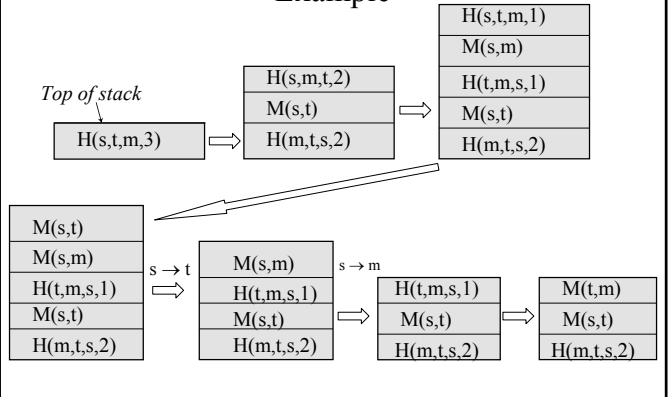 Example
Top of stack
H(s,t,m,3)
H(s,m,t,2)
M(s,t)
H(m,t,s,2)
H(s,t,m,1)
M(s,m)
H(t,m,s,1)
M(s,t)
H(m,t,s,2)
M(s,t)
M(s,m)
H(t,m,s,1)
M(s,t)
H(m,t,s,2)
s → t
M(s,m)
H(t,m,s,1)
M(s,t)
H(m,t,s,2)
s → m
H(t,m,s,1)
M(s,t)
H(m,t,s,2)
M(t,m)
M(s,t)
H(m,t,s,2)